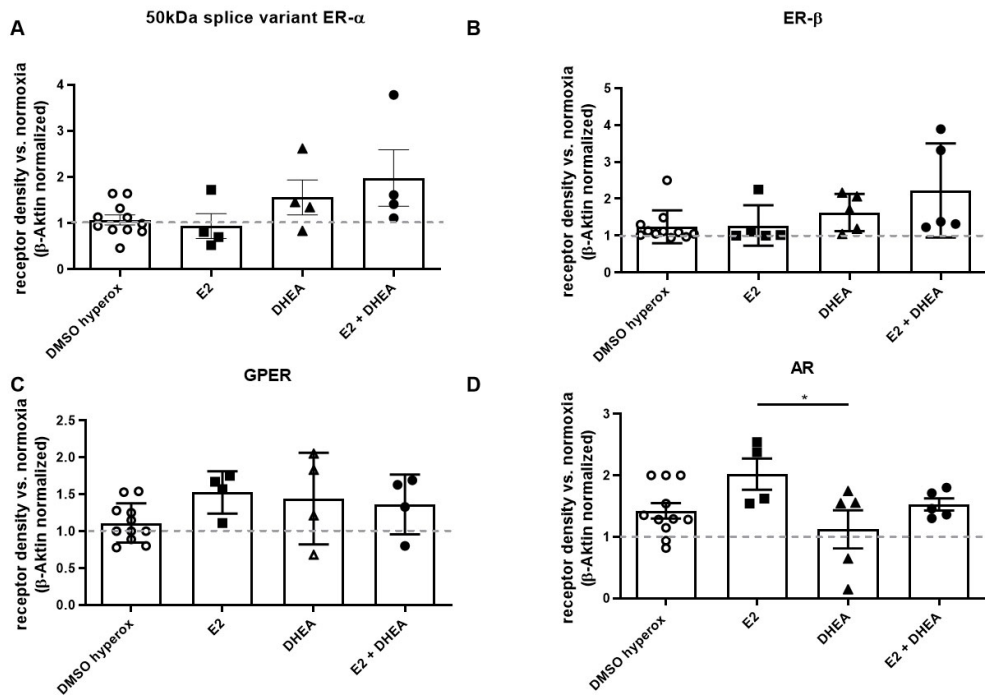 A
50kDa splice variant ER-α
receptor density vs. normoxia
(β-Aktin normalized)
4
3
2
1
0
DMSO hyperox
E2
DHEA
E2 + DHEA
B
ER-β
receptor density vs. normoxia
(β-Aktin normalized)
5
4
3
2
1
0
DMSO hyperox
E2
DHEA
E2 + DHEA
C
GPER
receptor density vs. normoxia
(β-Aktin normalized)
2.5
2.0
1.5
1.0
0.5
0.0
DMSO hyperox
E2
DHEA
E2 + DHEA
D
AR
receptor density vs. normoxia
(β-Aktin normalized)
3
2
1
0
*
DMSO hyperox
E2
DHEA
E2 + DHEA